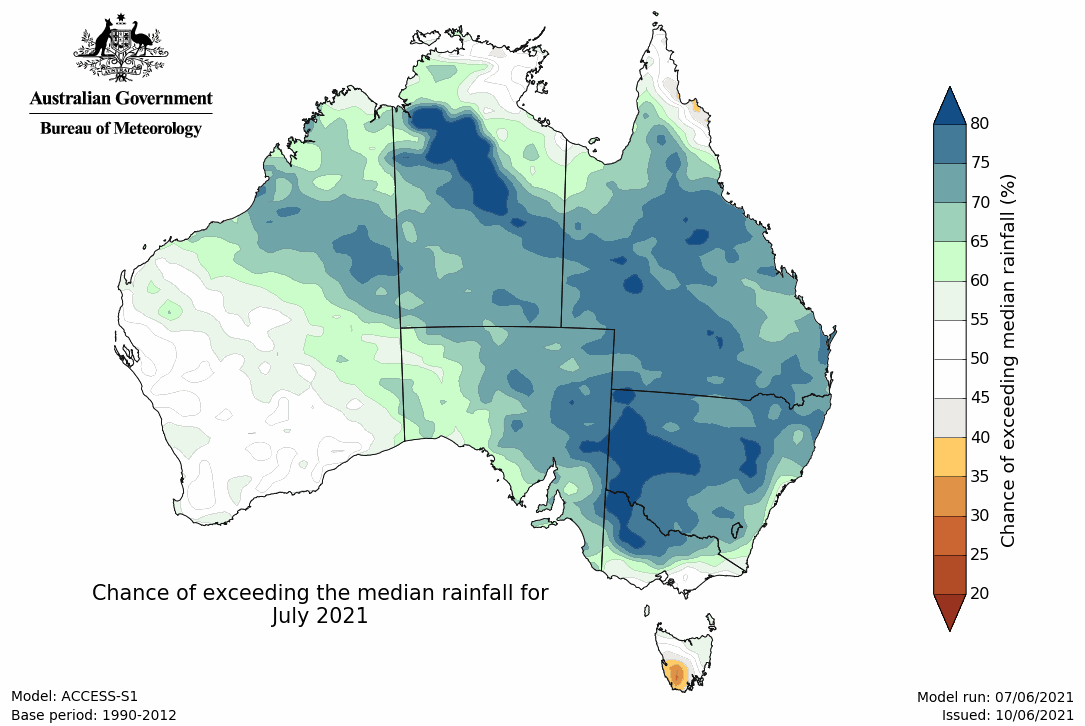 AUSTRALIA
Australian Government
Bureau of Meteorology
80
75
70
65
60
55
50
45
40
35
30
25
20
Chance of exceeding median rainfall (%)
Chance of exceeding the median rainfall for
July 2021
Model: ACCESS-S1
Base period: 1990-2012
Model run: 07/06/2021
Issued: 10/06/2021